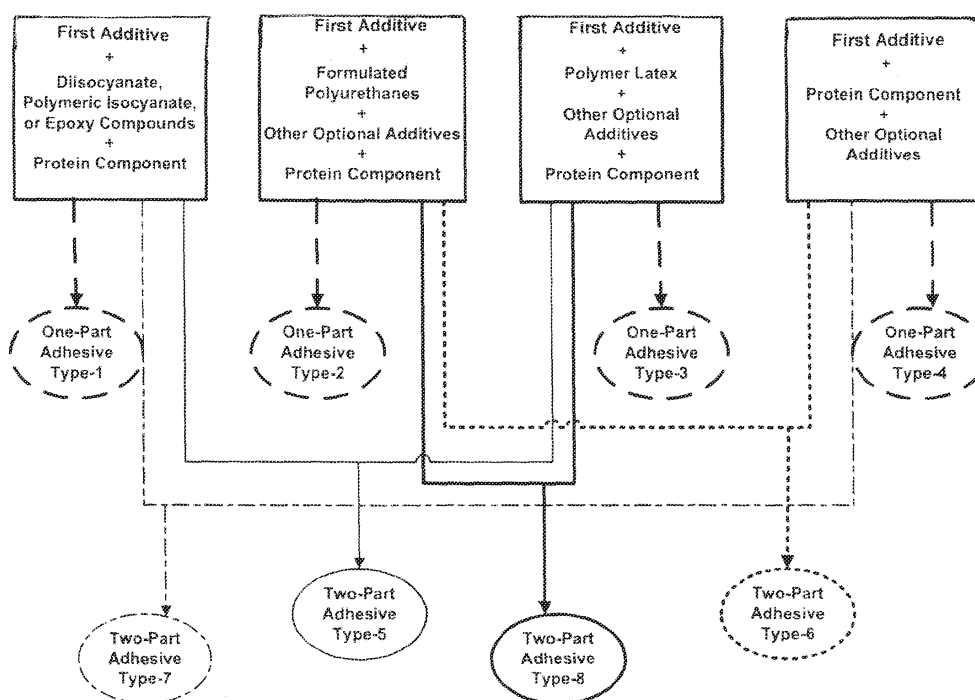 First Additive
+
Diisocyanate,
Polymeric Isocyanate,
or Epoxy Compounds
+
Protein Component
First Additive
+
Formulated
Polyurethanes
+
Other Optional Additives
+
Protein Component
First Additive
+
Polymer Latex
+
Other Optional
Additives
+
Protein Component
First Additive
+
Protein Component
+
Other Optional
Additives
One-Part
Adhesive
Type-1
One-Part
Adhesive
Type-2
One-Part
Adhesive
Type-3
One-Part
Adhesive
Type-4
Two-Part
Adhesive
Type-5
Two-Part
Adhesive
Type-6
Two-Part
Adhesive
Type-7
Two-Part
Adhesive
Type-8